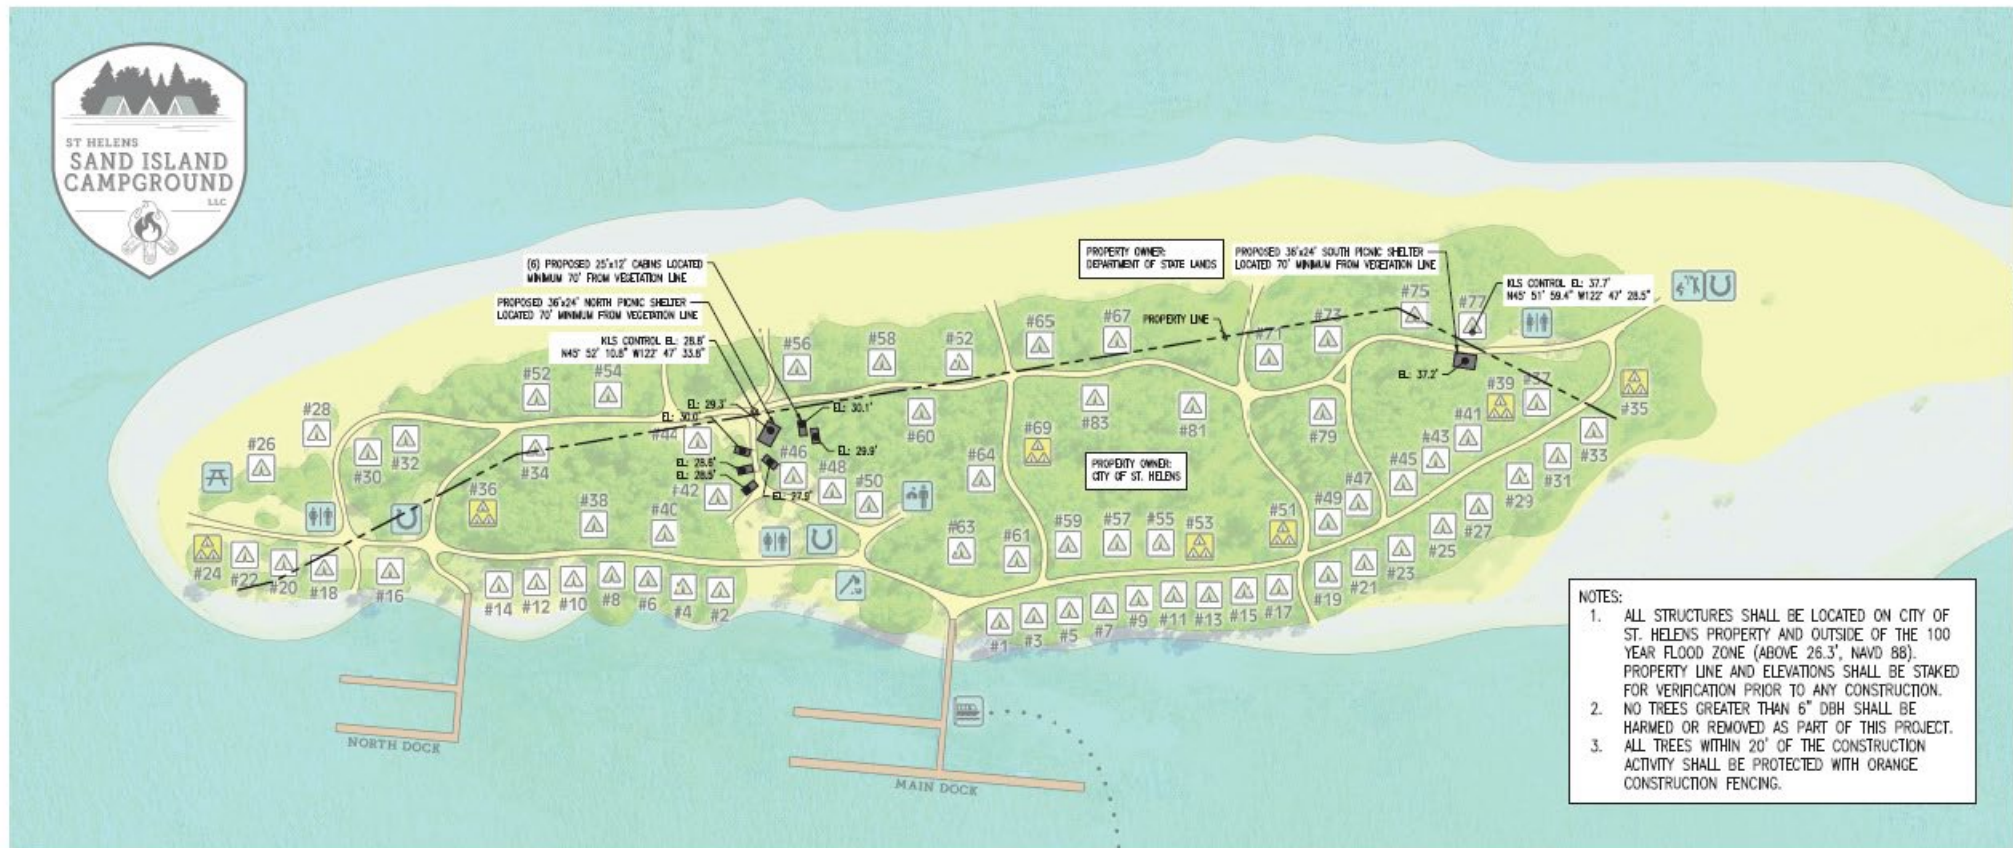 ST HELENS
SAND ISLAND
CAMPGROUND
LLC
(6) PROPOSED 25'x12' CABINS LOCATED
MINIMUM 70' FROM VEGETATION LINE
PROPOSED 36'x24' NORTH PICNIC SHELTER
LOCATED 70' MINIMUM FROM VEGETATION LINE
KLS CONTROL EL: 28.8'
N45° 52' 10.8" W122° 47' 33.8"
PROPERTY OWNER:
DEPARTMENT OF STATE LANDS
PROPOSED 36'x24' SOUTH PICNIC SHELTER
LOCATED 70' MINIMUM FROM VEGETATION LINE
KLS CONTROL EL: 37.7'
N45° 51' 59.4" W122° 47' 28.5"
PROPERTY LINE
#75
#77
#65
#67
#71
#73
#56
#58
#62
#52
#54
#28
#26
#30
#32
#34
#44
EL: 29.3'
EL: 30.0'
EL: 30.1'
EL: 29.9'
EL: 28.6'
EL: 28.5'
EL: 27.9'
EL: 37.2'
#46
#48
#50
#42
#60
#64
#69
#83
#81
#79
#39
#37
#35
#41
#43
#45
#33
#31
#29
#27
#25
#47
#49
#51
PROPERTY OWNER:
CITY OF ST. HELENS
#36
#38
#40
#63
#61
#59
#57
#55
#53
#24
#22
#20
#18
#16
#14
#12
#10
#8
#6
#4
#2
#1
#3
#5
#7
#9
#11
#13
#15
#17
#19
#21
#23
NORTH DOCK
MAIN DOCK
NOTES:
1. ALL STRUCTURES SHALL BE LOCATED ON CITY OF
ST. HELENS PROPERTY AND OUTSIDE OF THE 100
YEAR FLOOD ZONE (ABOVE 26.3', NAVD 88).
PROPERTY LINE AND ELEVATIONS SHALL BE STAKED
FOR VERIFICATION PRIOR TO ANY CONSTRUCTION.
2. NO TREES GREATER THAN 6" DBH SHALL BE
HARMED OR REMOVED AS PART OF THIS PROJECT.
3. ALL TREES WITHIN 20' OF THE CONSTRUCTION
ACTIVITY SHALL BE PROTECTED WITH ORANGE
CONSTRUCTION FENCING.